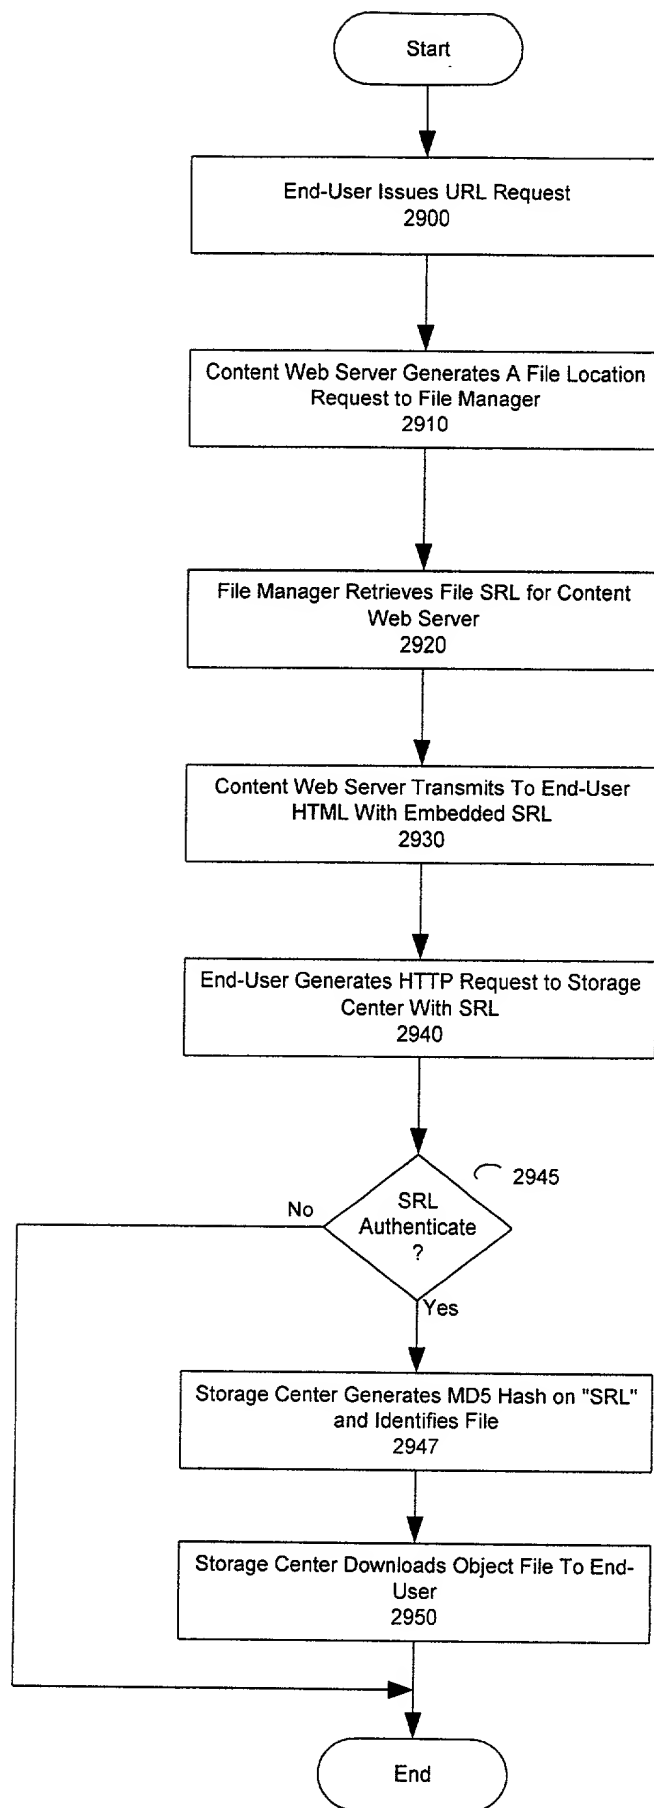 Start
End-User Issues URL Request
2900
Content Web Server Generates A File Location
Request to File Manager
2910
File Manager Retrieves File SRL for Content
Web Server
2920
Content Web Server Transmits To End-User
HTML With Embedded SRL
2930
End-User Generates HTTP Request to Storage
Center With SRL
2940
2945
No
SRL
Authenticate
?
Yes
Storage Center Generates MD5 Hash on "SRL"
and Identifies File
2947
Storage Center Downloads Object File To End-
User
2950
End